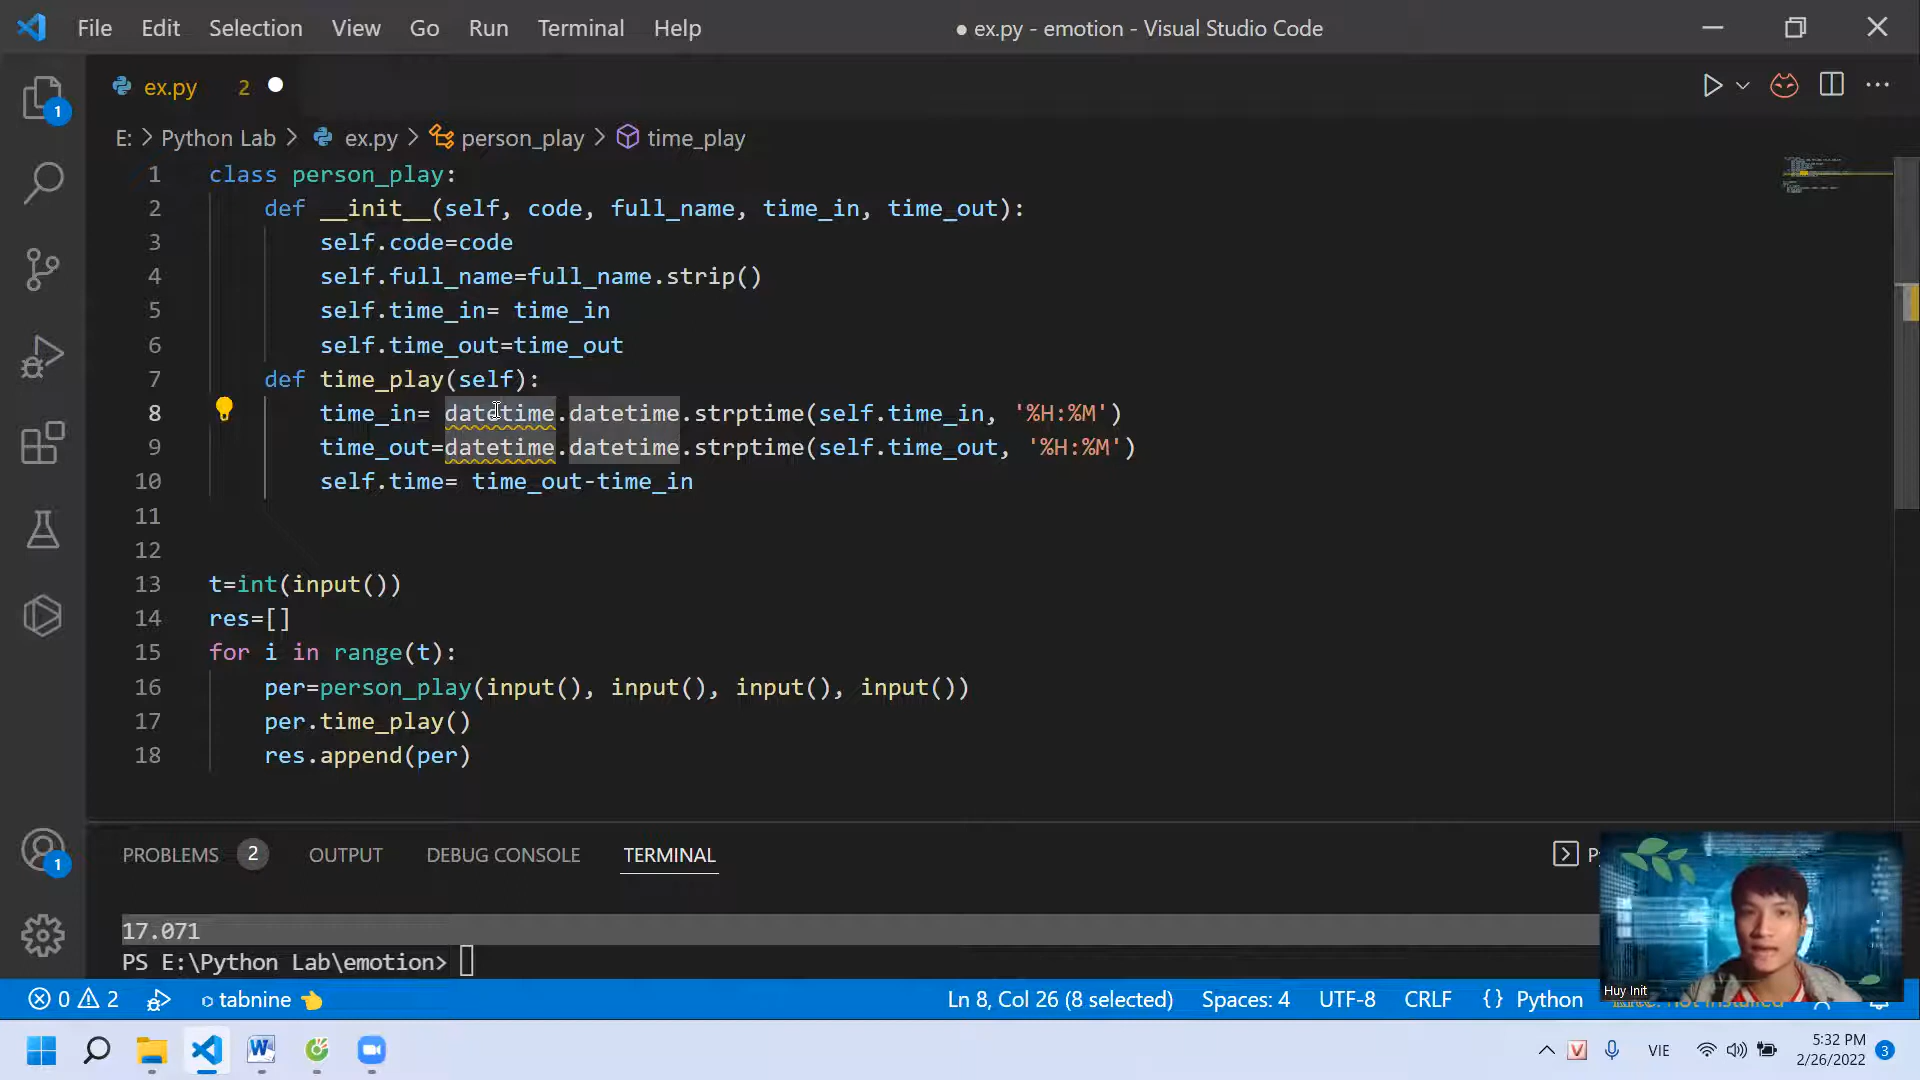 File Edit Selection View Go Run Terminal Help
● ex.py - emotion - Visual Studio Code
ex.py 2
1
E: > Python Lab > ex.py > person_play > time_play
1 class person_play:
2 def __init__(self, code, full_name, time_in, time_out):
3 self.code=code
4 self.full_name=full_name.strip()
5 self.time_in= time_in
6 self.time_out=time_out
7 def time_play(self):
8 time_in= datetime.datetime.strptime(self.time_in, '%H:%M')
9 time_out=datetime.datetime.strptime(self.time_out, '%H:%M')
10 self.time= time_out-time_in
11
12
13 t=int(input())
14 res=[]
15 for i in range(t):
16 per=person_play(input(), input(), input(), input())
17 per.time_play()
18 res.append(per)
PROBLEMS 2 OUTPUT DEBUG CONSOLE TERMINAL
1
17.071
PS E:\Python Lab\emotion>
Huy Init
0 2 tabnine Ln 8, Col 26 (8 selected) Spaces: 4 UTF-8 CRLF {} Python
VIE 5:32 PM
2/26/2022 3